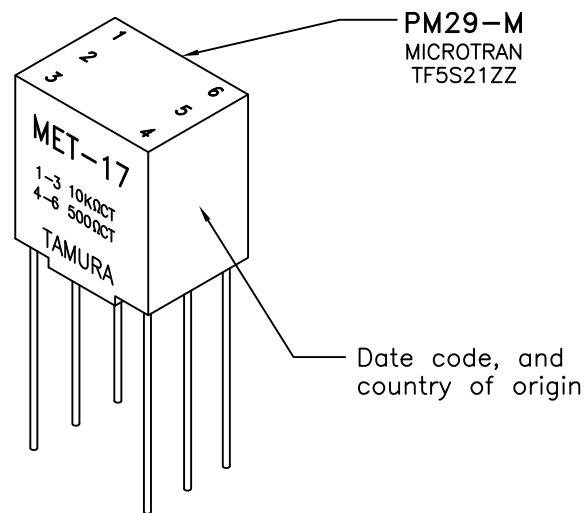 PM29-M
MICROTRAN
TF5S21ZZ
1
2
3
6
5
4
MET-17
1-3 10KΩCT
4-6 500ΩCT
TAMURA
Date code, and
country of origin